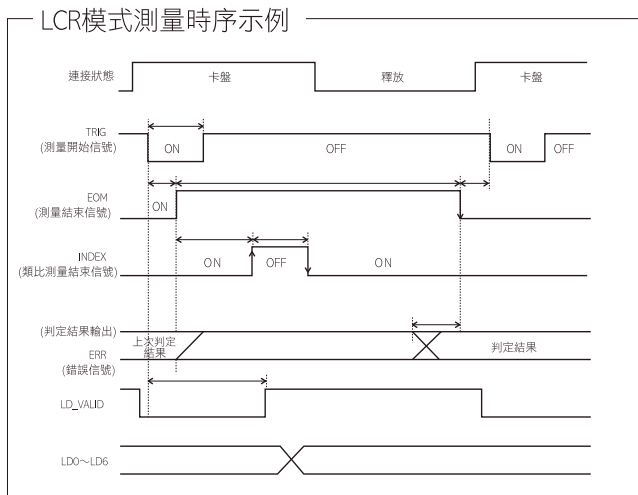 LCR模式測量時序示例
連接狀態
卡盤
釋放
卡盤
TRIG
(測量開始信號)
ON
OFF
ON
OFF
EOM
(測量結束信號)
ON
INDEX
(類比測量結束信號)
ON
OFF
ON
(判定結果輸出)
ERR
(錯誤信號)
上次判定
結果
判定結果
LD_VALID
LD0～LD6